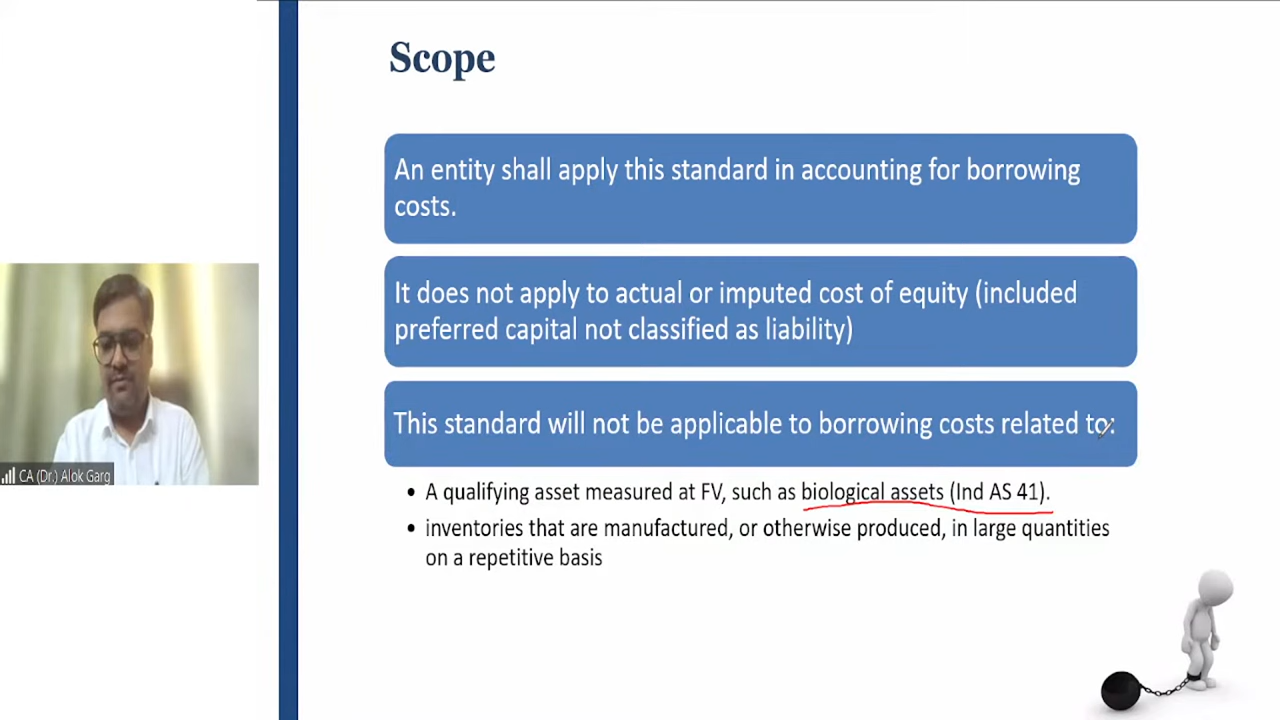 Scope
An entity shall apply this standard in accounting for borrowing
costs.
It does not apply to actual or imputed cost of equity (included
preferred capital not classified as liability)
This standard will not be applicable to borrowing costs related to:
• A qualifying asset measured at FV, such as biological assets (Ind AS 41).
• inventories that are manufactured, or otherwise produced, in large quantities
on a repetitive basis
CA (Dr.) Alok Garg